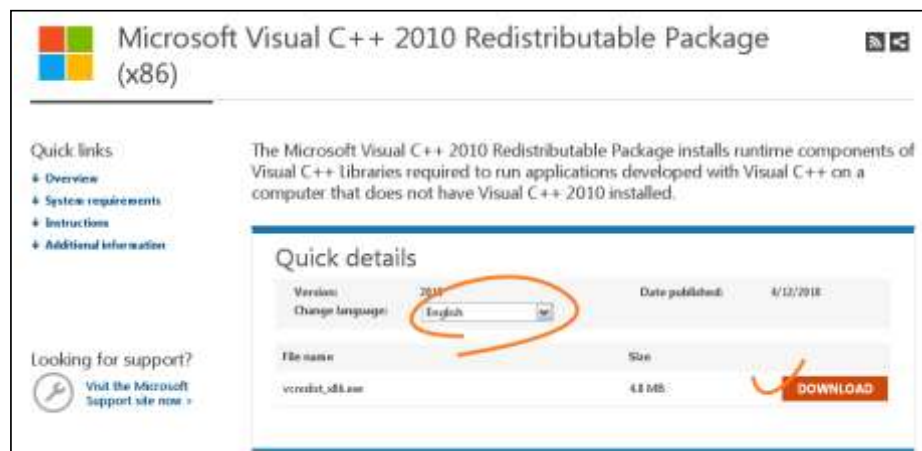 Microsoft Visual C++ 2010 Redistributable Package
(x86)
Quick links
Overview
System requirements
Instructions
Additional information
The Microsoft Visual C++ 2010 Redistributable Package installs runtime components of
Visual C++ Libraries required to run applications developed with Visual C++ on a
computer that does not have Visual C++ 2010 installed.
Quick details
Version:
Date published:
Change language:
English
Looking for support?
Visit the Microsoft
Support site now >
File name
Size
vcredist_x86.exe
4.8 MB
DOWNLOAD